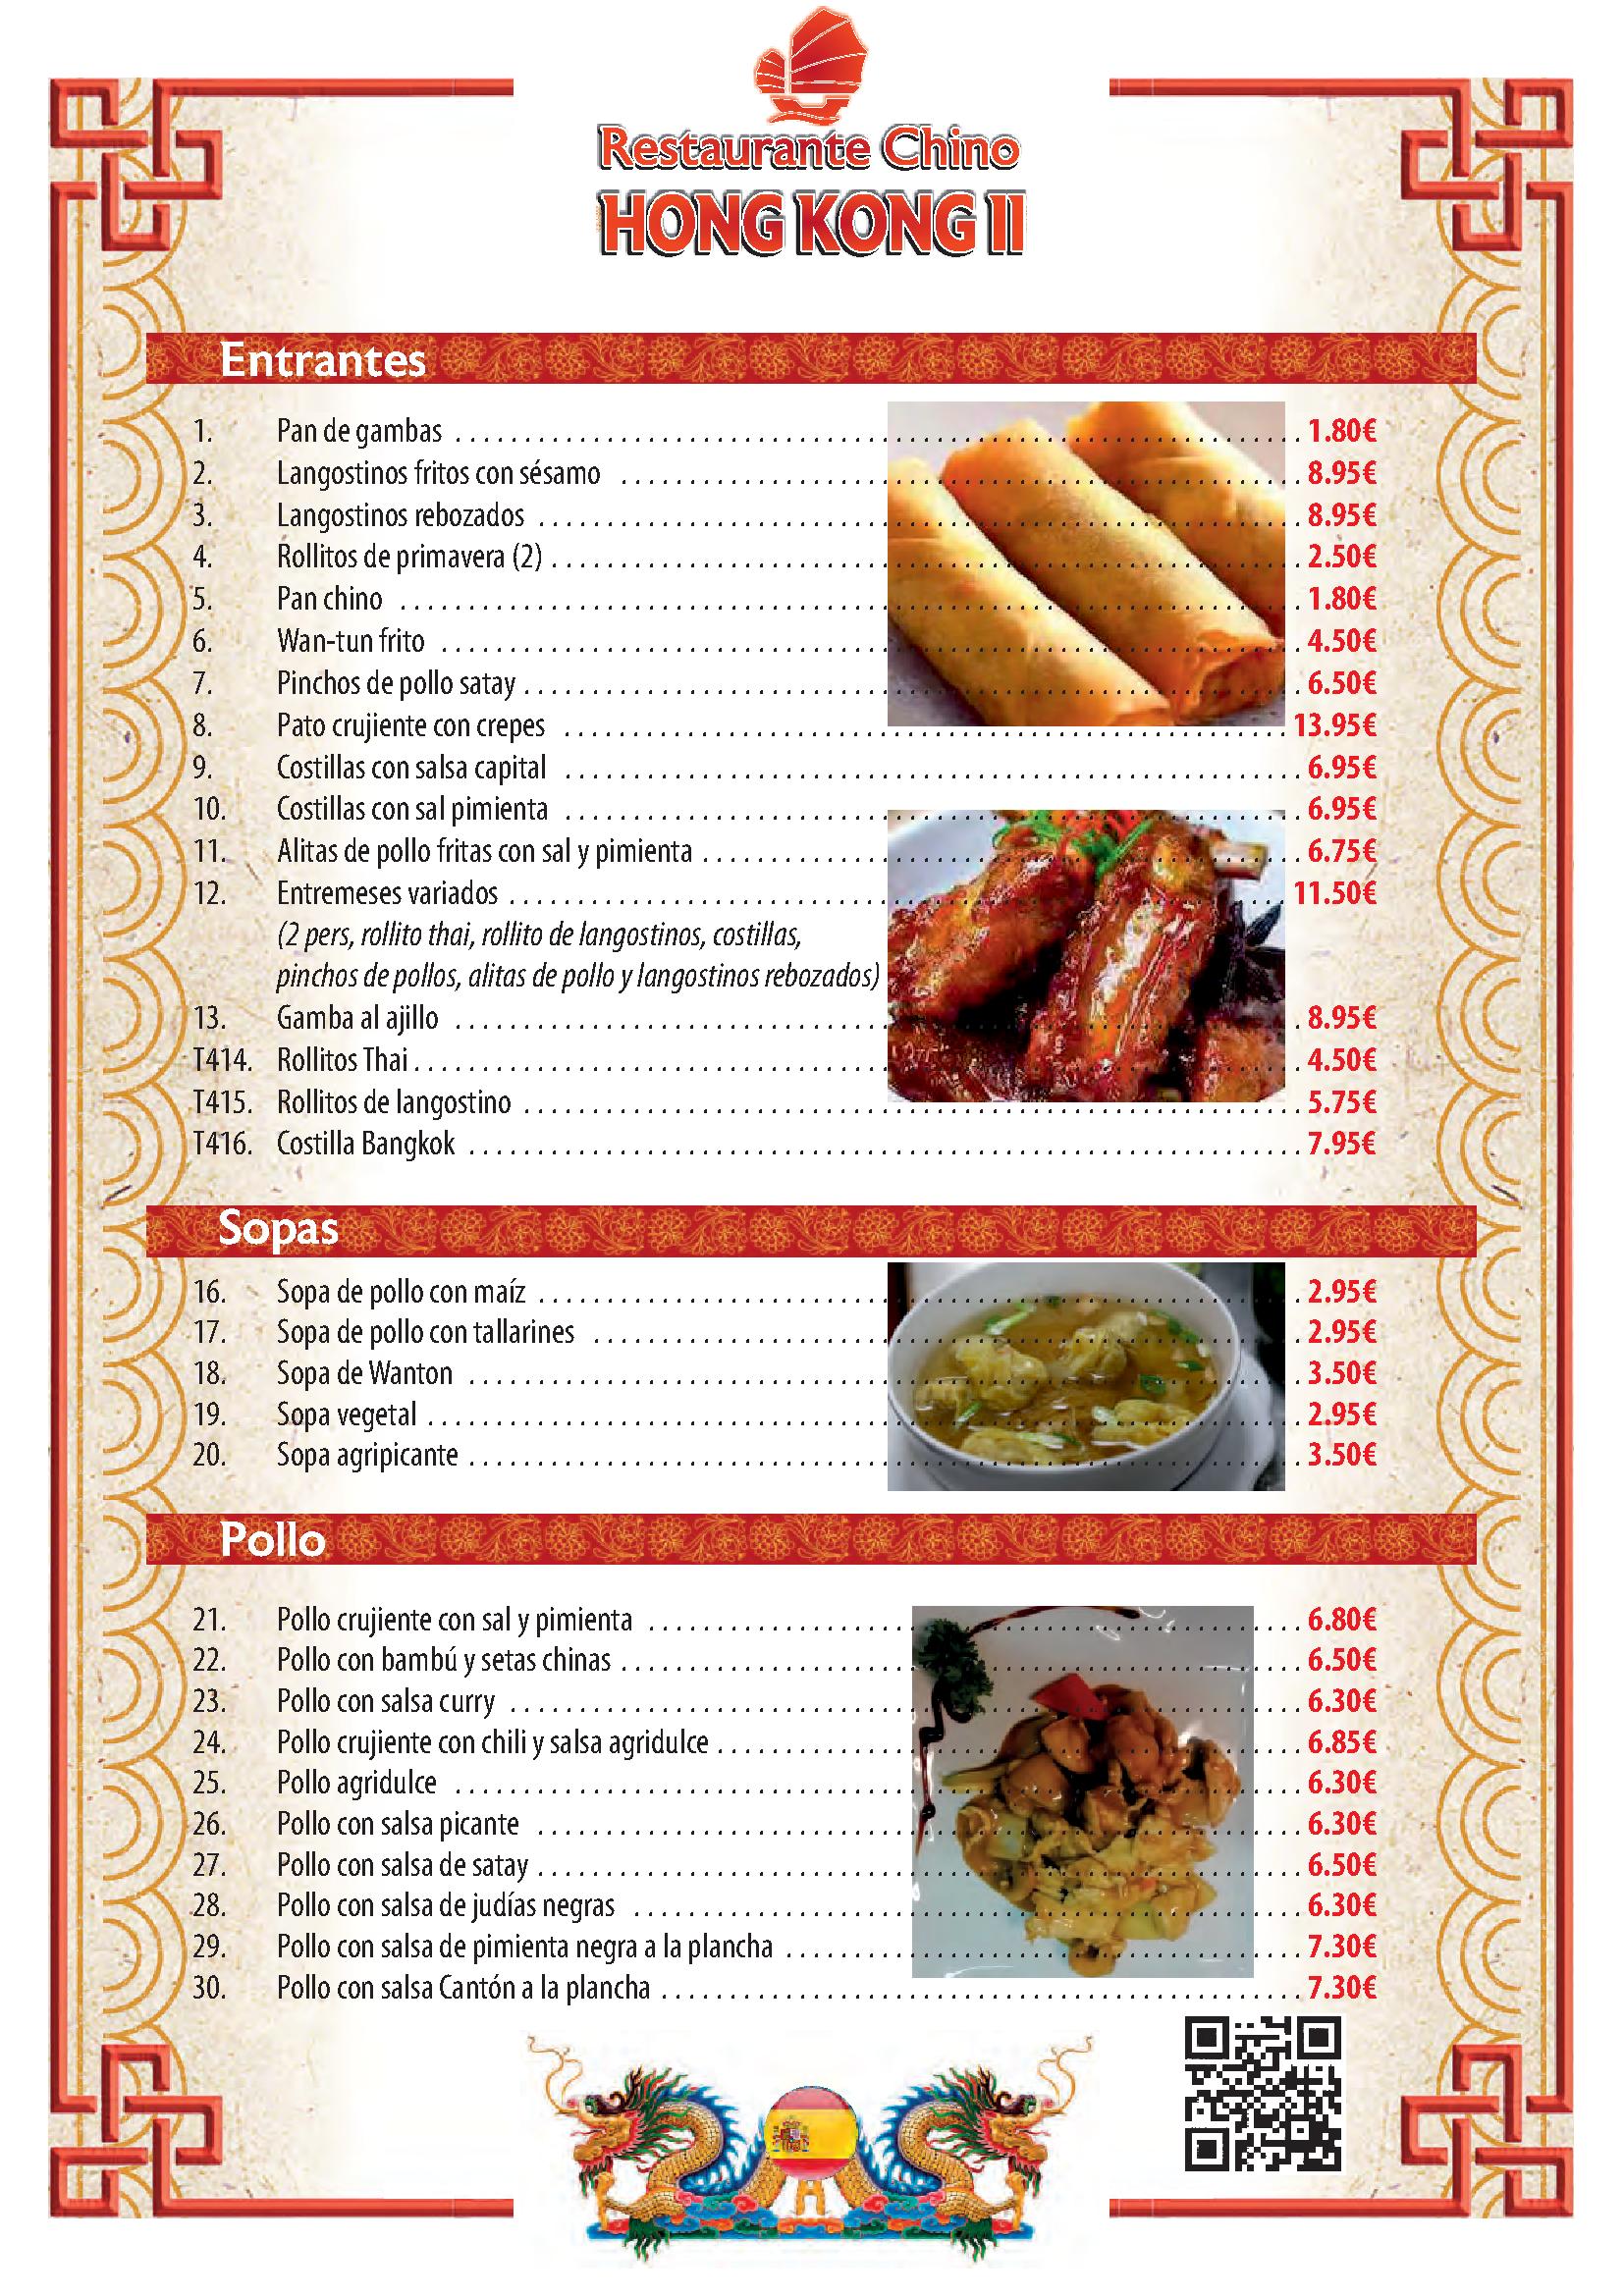 Restaurante Chino
HONG KONG II
Entrantes
1. Pan de gambas 1.80€
2. Langostinos fritos con sésamo 8.95€
3. Langostinos rebozados 8.95€
4. Rollitos de primavera (2) 2.50€
5. Pan chino 1.80€
6. Wan-tun frito 4.50€
7. Pinchos de pollo satay 6.50€
8. Pato crujiente con crepes 13.95€
9. Costillas con salsa capital 6.95€
10. Costillas con sal pimienta 6.95€
11. Alitas de pollo fritas con sal y pimienta 6.75€
12. Entremeses variados 11.50€
(2 pers, rollito thai, rollito de langostinos, costillas,
pinchos de pollos, alitas de pollo y langostinos rebozados)
13. Gamba al ajillo 8.95€
T414. Rollitos Thai 4.50€
T415. Rollitos de langostino 5.75€
T416. Costilla Bangkok 7.95€
Sopas
16. Sopa de pollo con maíz 2.95€
17. Sopa de pollo con tallarines 2.95€
18. Sopa de Wanton 3.50€
19. Sopa vegetal 2.95€
20. Sopa agripicante 3.50€
Pollo
21. Pollo crujiente con sal y pimienta 6.80€
22. Pollo con bambú y setas chinas 6.50€
23. Pollo con salsa curry 6.30€
24. Pollo crujiente con chili y salsa agridulce 6.85€
25. Pollo agridulce 6.30€
26. Pollo con salsa picante 6.30€
27. Pollo con salsa de satay 6.50€
28. Pollo con salsa de judías negras 6.30€
29. Pollo con salsa de pimienta negra a la plancha 7.30€
30. Pollo con salsa Cantón a la plancha 7.30€